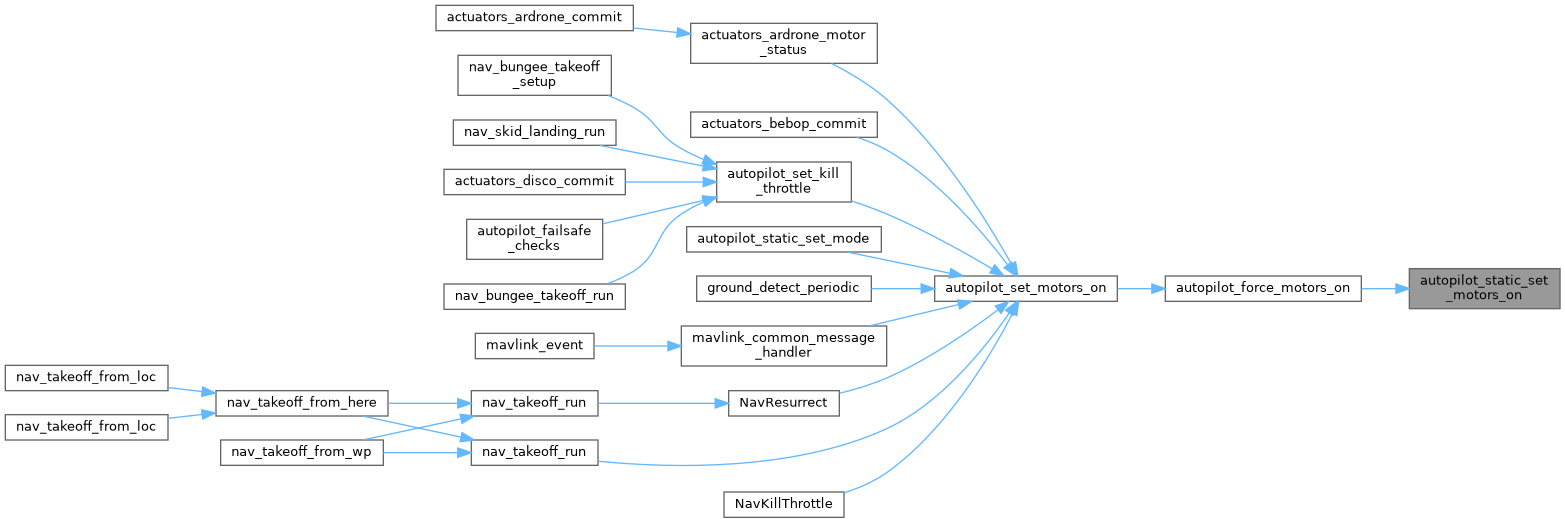 actuators_ardrone_commit
actuators_ardrone_motor
_status
nav_bungee_takeoff
_setup
actuators_bebop_commit
nav_skid_landing_run
autopilot_set_kill
_throttle
actuators_disco_commit
autopilot_failsafe
_checks
autopilot_static_set_mode
nav_bungee_takeoff_run
ground_detect_periodic
autopilot_set_motors_on
autopilot_force_motors_on
autopilot_static_set
_motors_on
mavlink_event
mavlink_common_message
_handler
nav_takeoff_from_loc
nav_takeoff_from_loc
nav_takeoff_from_here
nav_takeoff_run
NavResurrect
nav_takeoff_from_wp
nav_takeoff_run
NavKillThrottle